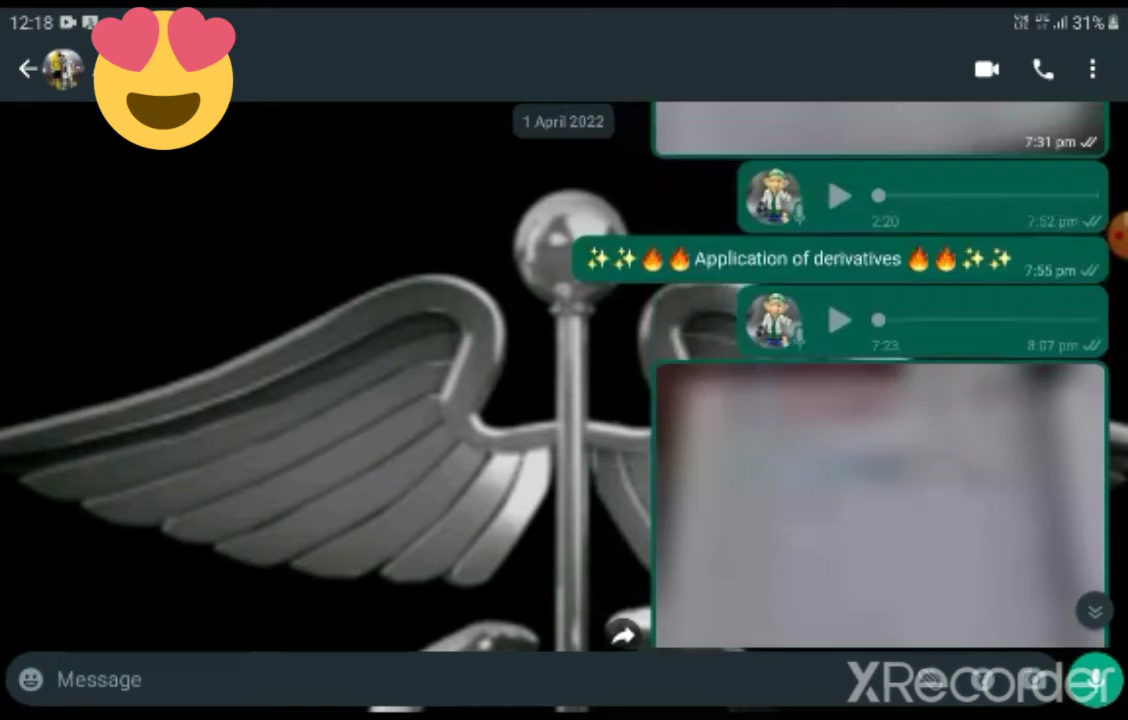 12:18
31%
1 April 2022
7:31 pm
2:20
7:52 pm
✨✨🔥🔥Application of derivatives 🔥🔥✨✨
7:55 pm
7:23
8:07 pm
Message
XRecorder